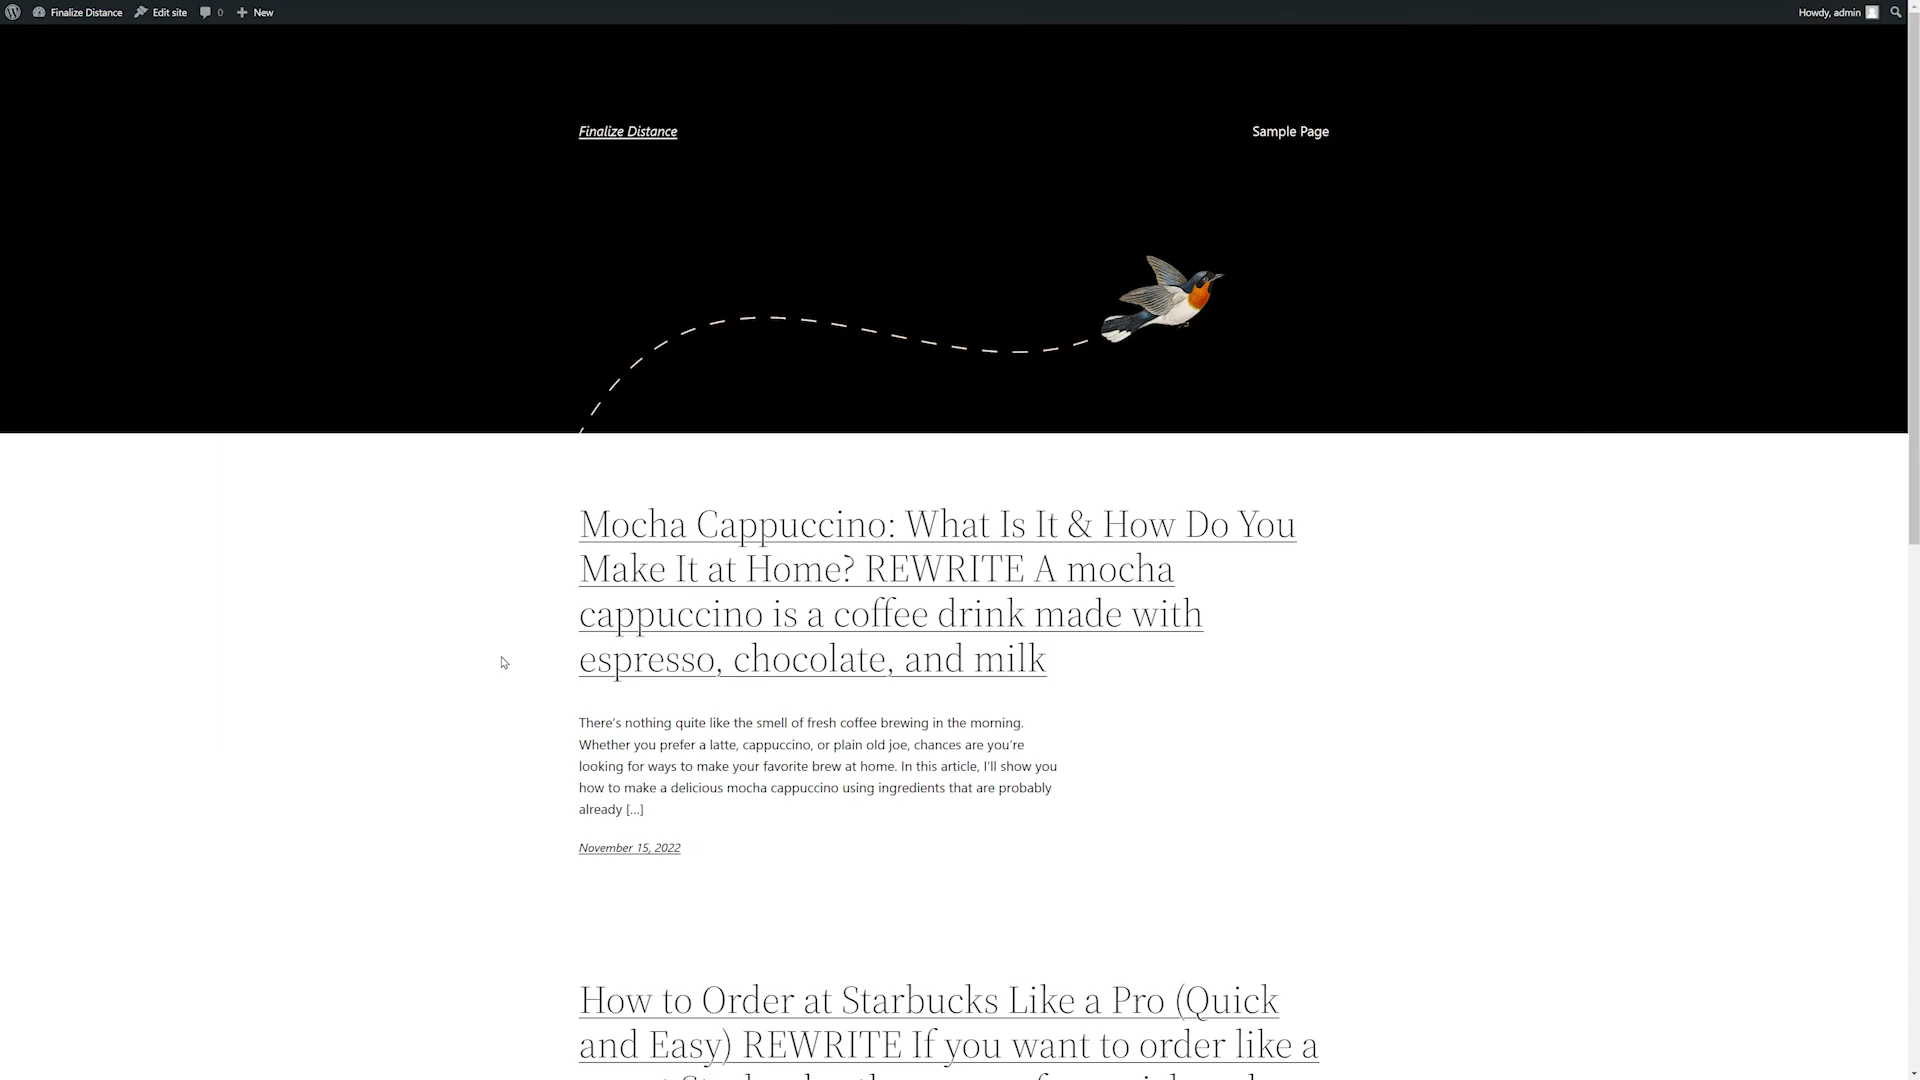 Finalize Distance Edit site 0 New Howdy, admin
Finalize Distance Sample Page
Mocha Cappuccino: What Is It & How Do You
Make It at Home? REWRITE A mocha
cappuccino is a coffee drink made with
espresso, chocolate, and milk
There's nothing quite like the smell of fresh coffee brewing in the morning.
Whether you prefer a latte, cappuccino, or plain old joe, chances are you're
looking for ways to make your favorite brew at home. In this article, I'll show you
how to make a delicious mocha cappuccino using ingredients that are probably
already […]
November 15, 2022
How to Order at Starbucks Like a Pro (Quick
and Easy) REWRITE If you want to order like a